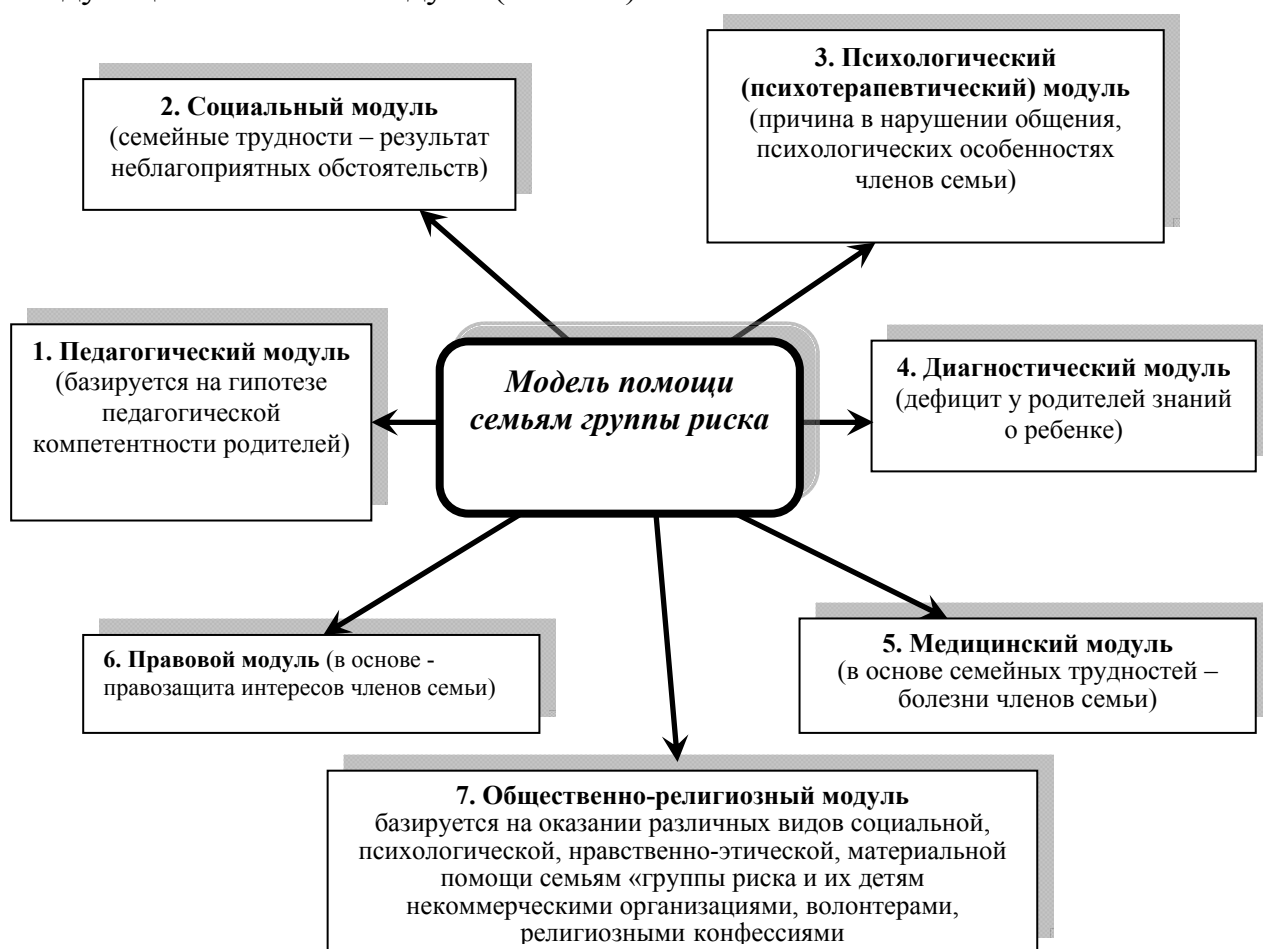 2. Социальный модуль
(семейные трудности – результат
неблагоприятных обстоятельств)
3. Психологический
(психотерапевтический) модуль
(причина в нарушении общения,
психологических особенностях
членов семьи)
1. Педагогический модуль
(базируется на гипотезе
педагогической
компетентности родителей)
Модель помощи
семьям группы риска
4. Диагностический модуль
(дефицит у родителей знаний
о ребенке)
6. Правовой модуль (в основе -
правозащита интересов членов семьи)
5. Медицинский модуль
(в основе семейных трудностей –
болезни членов семьи)
7. Общественно-религиозный модуль
базируется на оказании различных видов социальной,
психологической, нравственно-этической, материальной
помощи семьям «группы риска и их детям
некоммерческими организациями, волонтерами,
религиозными конфессиями